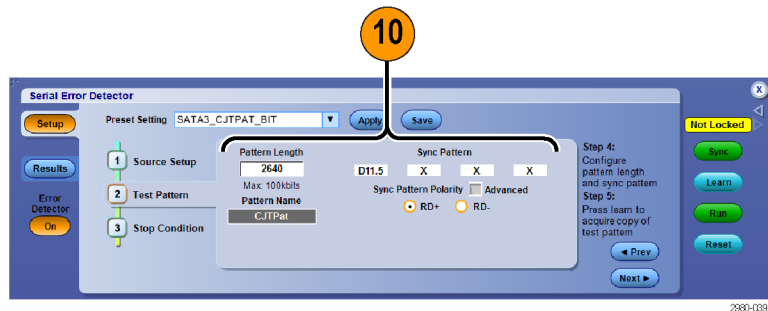 10
Serial Error Detector
X
Setup
Preset Setting SATA3_CJTPAT_BIT Apply Save
Not Locked
Results
Error
Detector
On
1 Source Setup
2 Test Pattern
3 Stop Condition
Pattern Length
2640
Max: 100kbits
Pattern Name
CJTPat
Sync Pattern
D11.5 X X X
Sync Pattern Polarity Advanced
RD+ RD-
Step 4:
Configure
pattern length
and sync pattern
Step 5:
Press learn to
acquire copy of
test pattern
Prev
Next
Sync
Learn
Run
Reset
2980-039